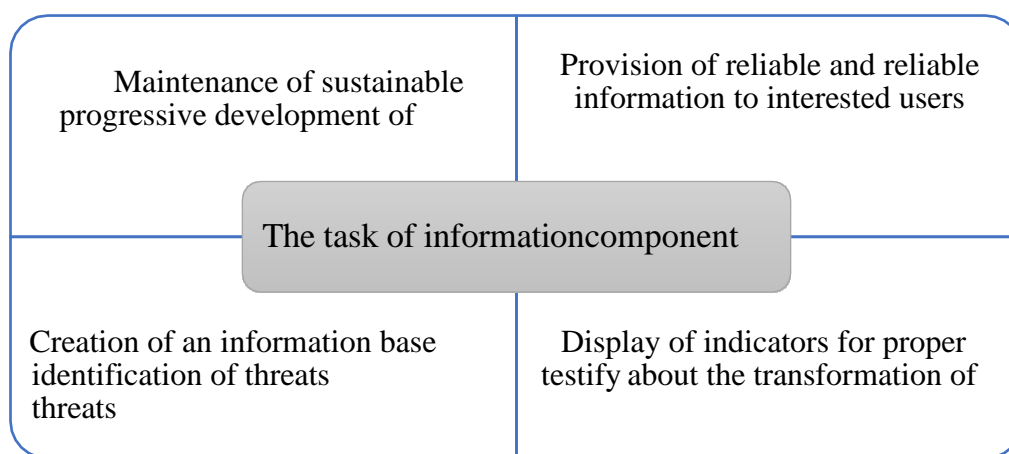 Maintenance of sustainable
progressive development of
Provision of reliable and reliable
information to interested users
The task of informationcomponent
Creation of an information base
identification of threats
threats
Display of indicators for proper
testify about the transformation of